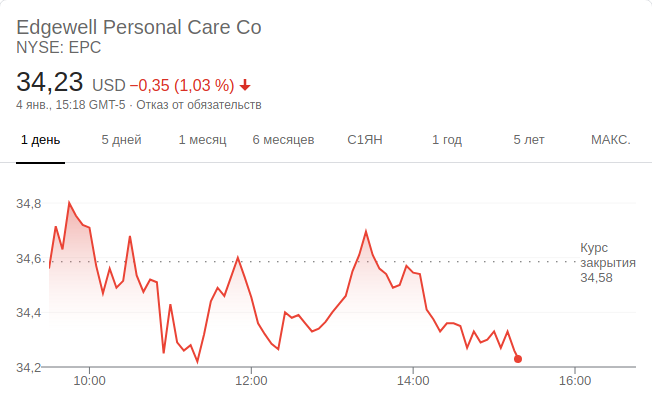 Edgewell Personal Care Co
NYSE: EPC
34,23 USD −0,35 (1,03 %)
4 янв., 15:18 GMT-5 · Отказ от обязательств
1 день 5 дней 1 месяц 6 месяцев С1ЯН 1 год 5 лет МАКС.
34,8
34,6
34,4
34,2
Курс
закрытия
34,58
10:00 12:00 14:00 16:00